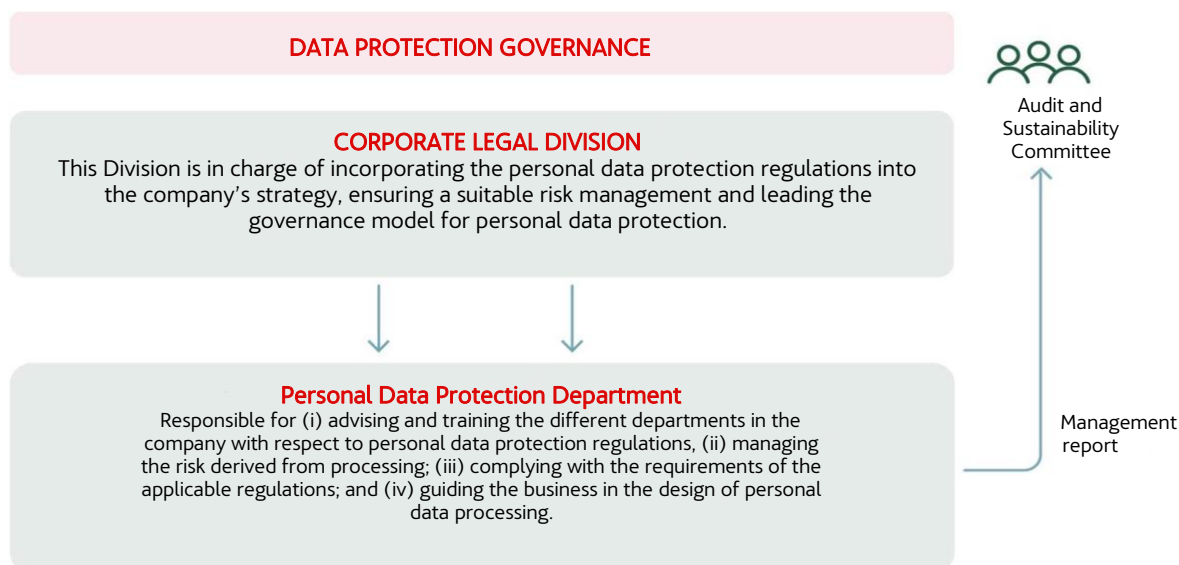 DATA PROTECTION GOVERNANCE
CORPORATE LEGAL DIVISION
This Division is in charge of incorporating the personal data protection regulations into
the company’s strategy, ensuring a suitable risk management and leading the
governance model for personal data protection.
Personal Data Protection Department
Responsible for (i) advising and training the different departments in the
company with respect to personal data protection regulations, (ii) managing
the risk derived from processing; (iii) complying with the requirements of the
applicable regulations; and (iv) guiding the business in the design of personal
data processing.
Audit and
Sustainability
Committee
Management
report